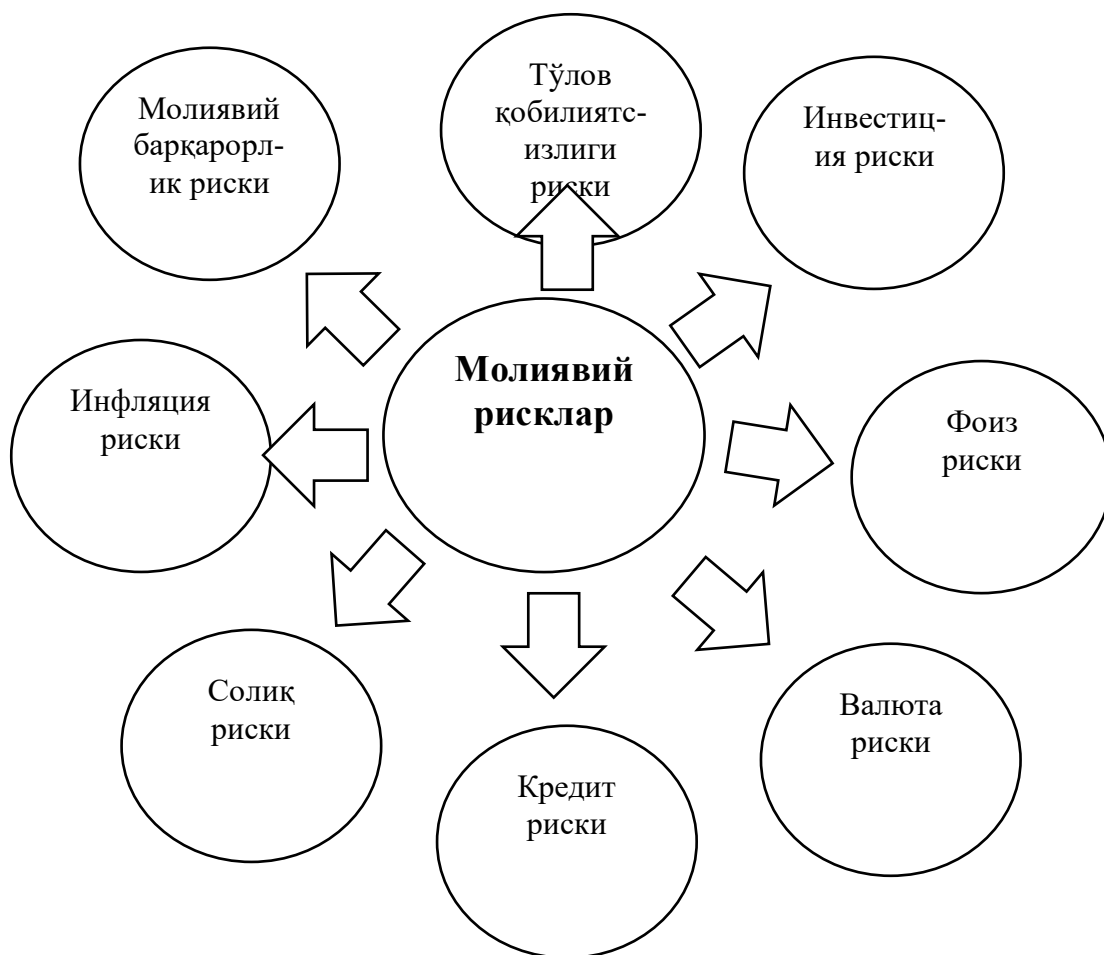 Тўлов
қобилиятс-
излиги
риски
Молиявий
барқарорл-
ик риски
Инвестиц-
ия риски
Молиявий
рисклар
Инфляция
риски
Фоиз
риски
Солиқ
риски
Валюта
риски
Кредит
риски